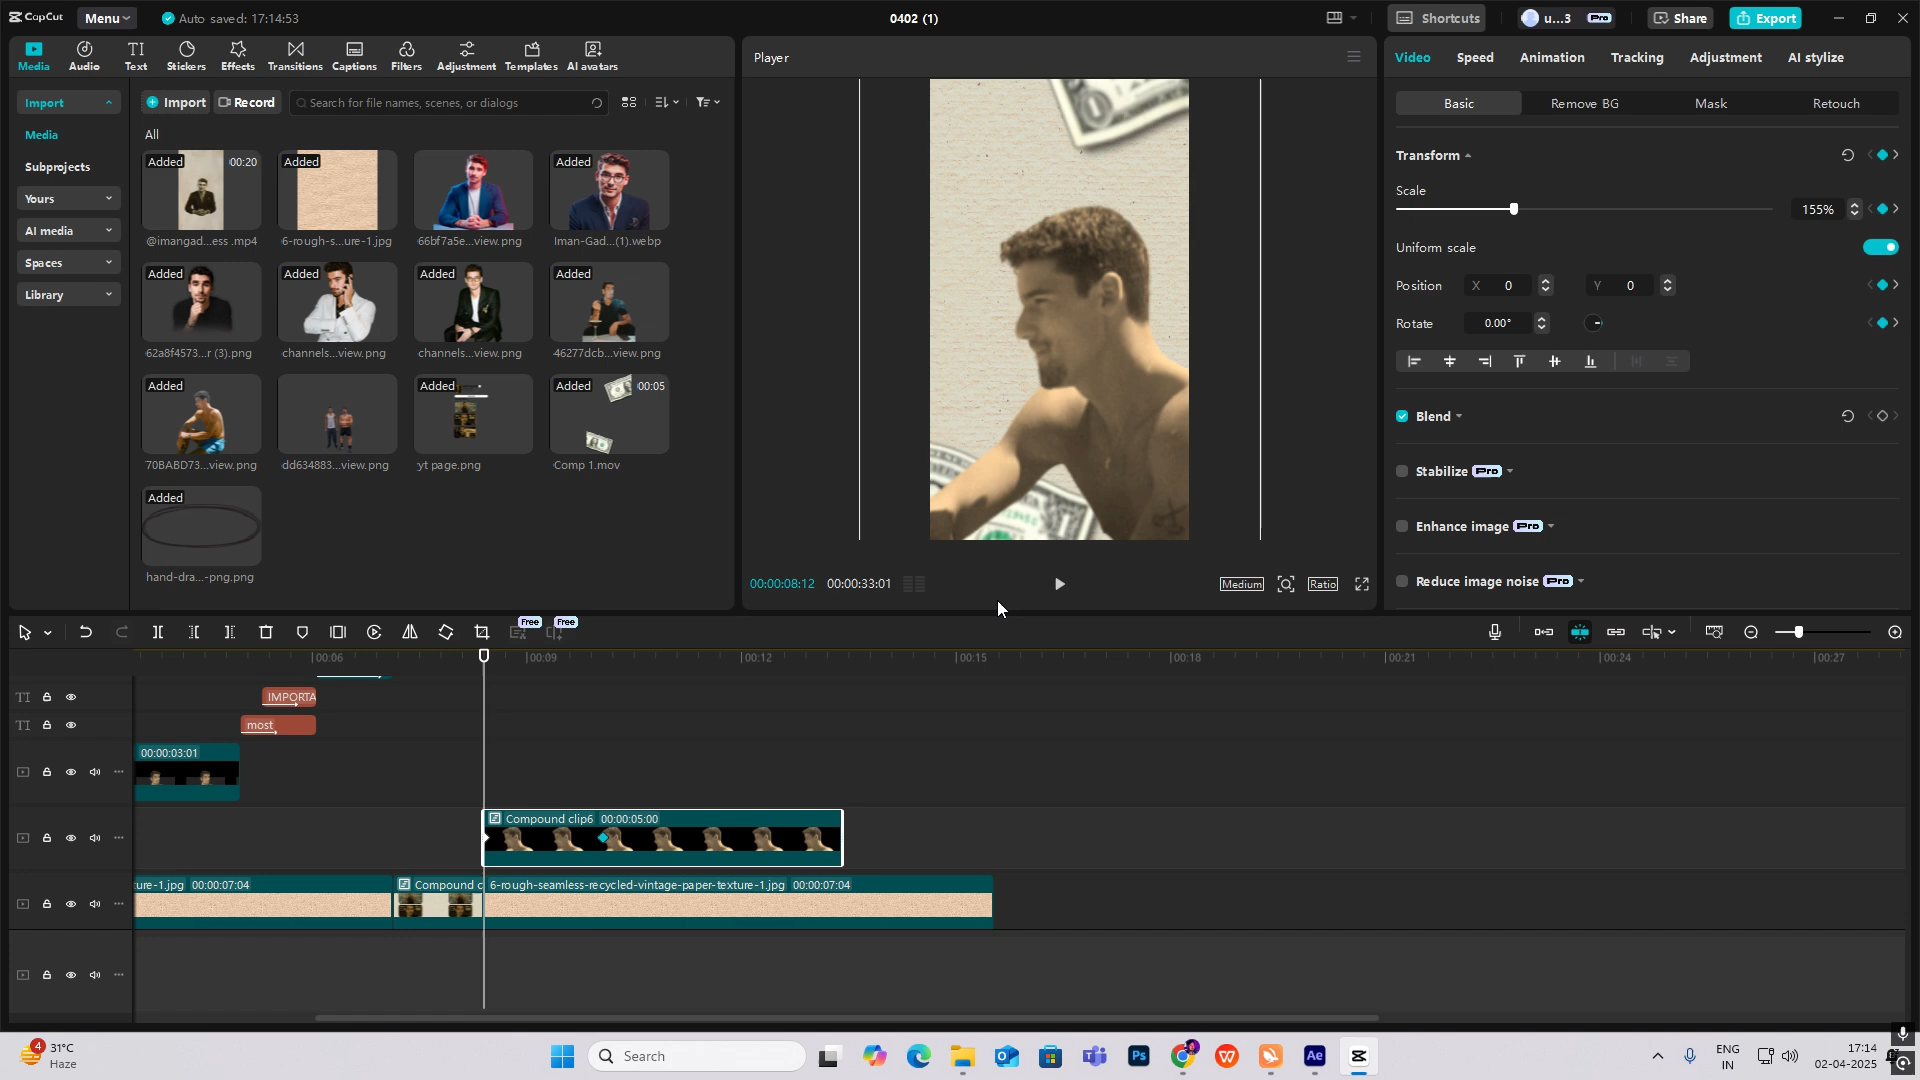 CapCut
Menu
Auto saved: 17:14:53
0402 (1)
Shortcuts
u...3
Pro
Share
Export
Media
Audio
Text
Stickers
Effects
Transitions
Captions
Filters
Adjustment
Templates
AI avatars
Player
Video
Speed
Animation
Tracking
Adjustment
AI stylize
Import
Import
Record
Search for file names, scenes, or dialogs
Basic
Remove BG
Mask
Retouch
Media
All
Subprojects
Yours
AI media
Spaces
Library
Added 00:20
Added
Added
@imangad...ess .mp4
6-rough-s...ure-1.jpg
66bf7a5e...view.png
Iman-Gad...(1).webp
Added
Added
Added
Added
62a8f4573...r (3).png
channels...view.png
channels...view.png
46277dcb...view.png
Added
Added
Added 00:05
70BABD73...view.png
dd634883...view.png
yt page.png
Comp 1.mov
Added
hand-dra...-png.png
Transform
Scale
155%
Uniform scale
Position
X 0
Y 0
Rotate
0.00°
Blend
Stabilize Pro
Enhance image Pro
Reduce image noise Pro
00:00:08:12
00:00:33:01
Medium
Ratio
Free
Free
00:06
00:09
00:12
00:15
00:18
00:21
00:24
00:27
TI
IMPORTA
TI
most
00:00:03:01
Compound clip6 00:00:05:00
ure-1.jpg 00:00:07:04
Compound c
6-rough-seamless-recycled-vintage-paper-texture-1.jpg 00:00:07:04
4
31°C
Haze
Search
Ps
Ae
ENG
IN
17:14
02-04-2025